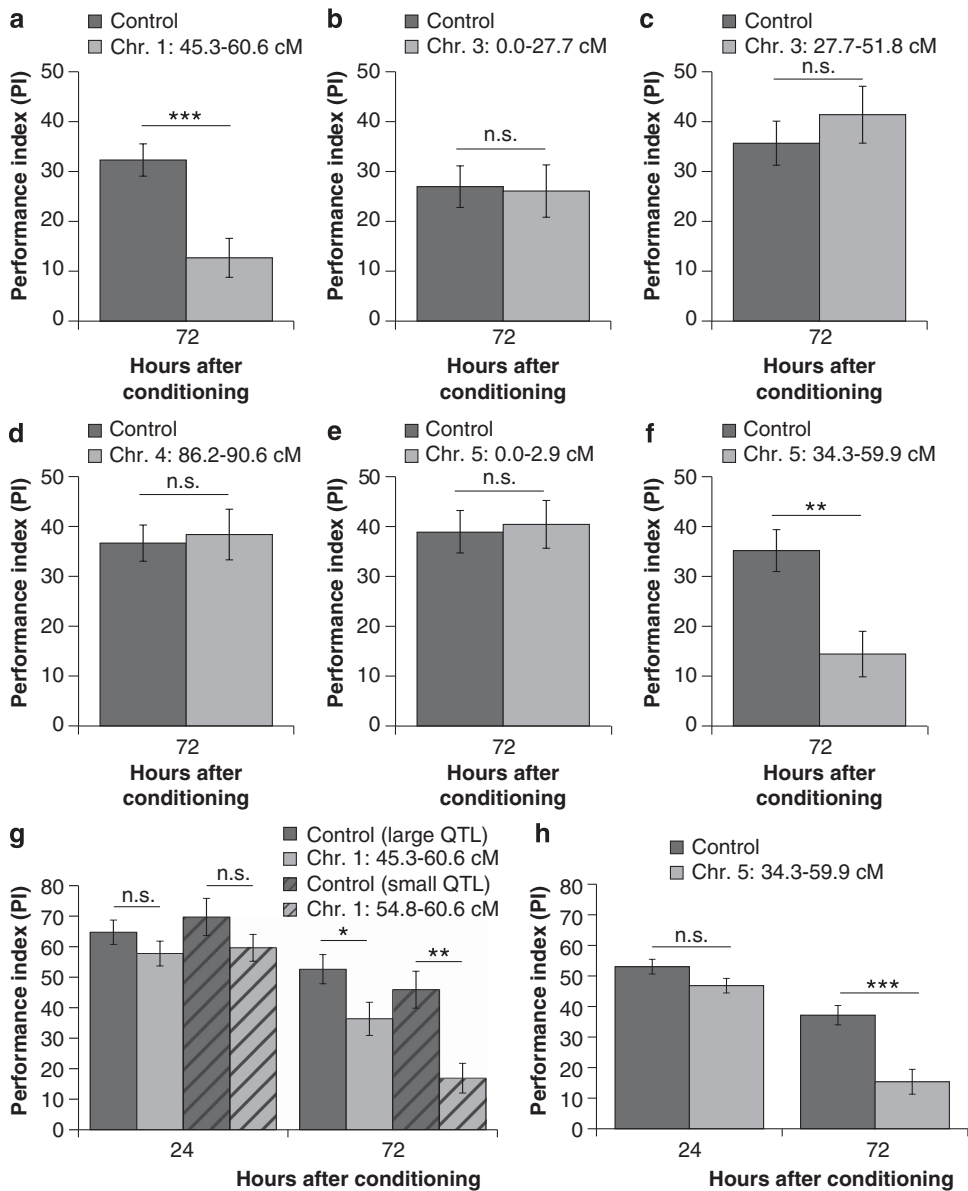 a
Control
Chr. 1: 45.3-60.6 cM
Performance index (PI)
50
40
30
20
10
0
***
72
Hours after
conditioning
b
Control
Chr. 3: 0.0-27.7 cM
Performance index (PI)
50
40
30
20
10
0
n.s.
72
Hours after
conditioning
c
Control
Chr. 3: 27.7-51.8 cM
Performance index (PI)
50
40
30
20
10
0
n.s.
72
Hours after
conditioning
d
Control
Chr. 4: 86.2-90.6 cM
Performance index (PI)
50
40
30
20
10
0
n.s.
72
Hours after
conditioning
e
Control
Chr. 5: 0.0-2.9 cM
Performance index (PI)
50
40
30
20
10
0
n.s.
72
Hours after
conditioning
f
Control
Chr. 5: 34.3-59.9 cM
Performance index (PI)
50
40
30
20
10
0
**
72
Hours after
conditioning
g
Control (large QTL)
Chr. 1: 45.3-60.6 cM
Control (small QTL)
Chr. 1: 54.8-60.6 cM
Performance index (PI)
80
70
60
50
40
30
20
10
0
n.s.
n.s.
*
**
24 72
Hours after conditioning
h
Control
Chr. 5: 34.3-59.9 cM
Performance index (PI)
80
70
60
50
40
30
20
10
0
n.s.
***
24 72
Hours after conditioning